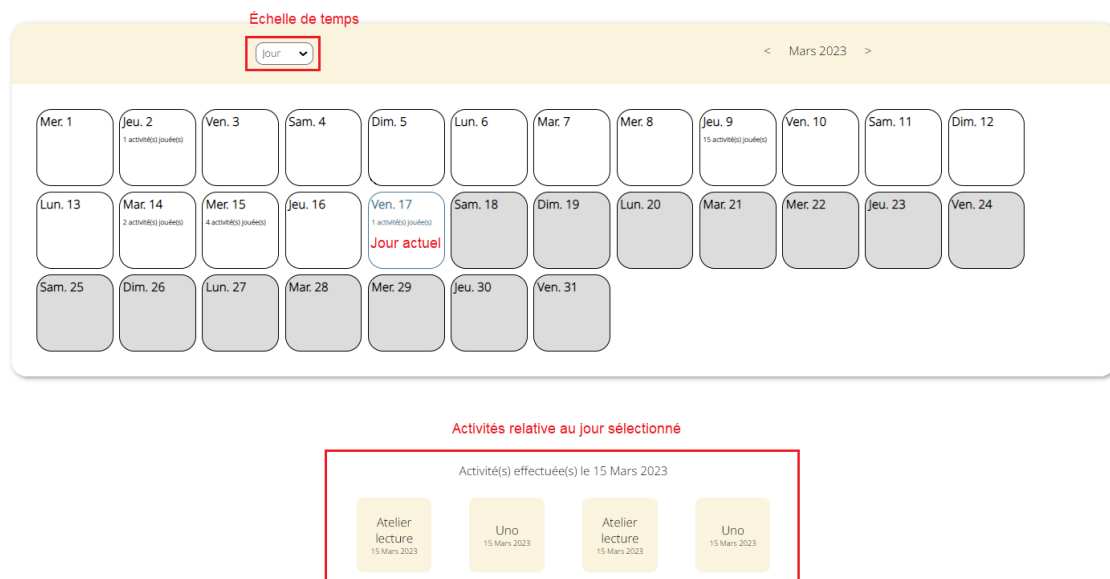 Échelle de temps
Jour
< Mars 2023 >
Mer. 1 Jeu. 2 Ven. 3 Sam. 4 Dim. 5 Lun. 6 Mar. 7 Mer. 8 Jeu. 9 Ven. 10 Sam. 11 Dim. 12
1 activité(s) jouée(s) 15 activité(s) jouée(s)
Lun. 13 Mar. 14 Mer. 15 Jeu. 16 Ven. 17 Sam. 18 Dim. 19 Lun. 20 Mar. 21 Mer. 22 Jeu. 23 Ven. 24
2 activité(s) jouée(s) 4 activité(s) jouée(s) 1 activité(s) jouée(s)
Jour actuel
Sam. 25 Dim. 26 Lun. 27 Mar. 28 Mer. 29 Jeu. 30 Ven. 31
Activités relative au jour sélectionné
Activité(s) effectuée(s) le 15 Mars 2023
Atelier
lecture
15 Mars 2023
Uno
15 Mars 2023
Atelier
lecture
15 Mars 2023
Uno
15 Mars 2023